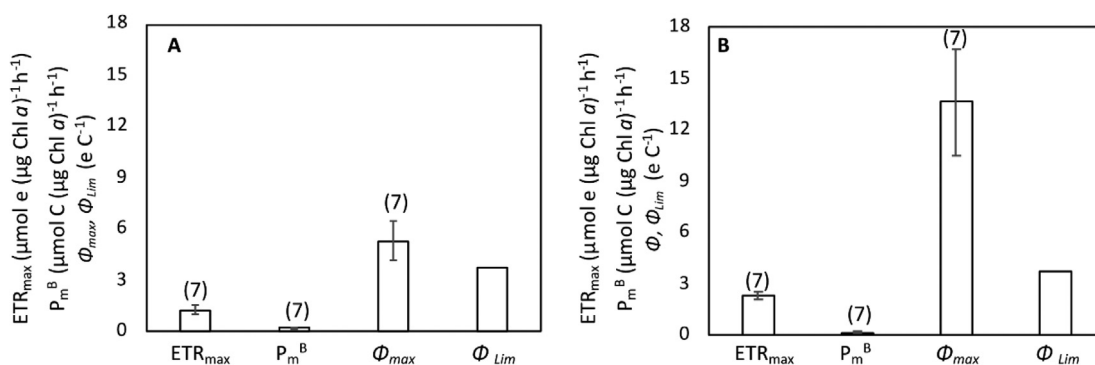 ETRmax (μmol e (μg Chl a)-1 h-1)
PmB (μmol C (μg Chl a)-1 h-1)
Φmax, ΦLim (e C-1)
18
15
12
9
6
3
0
A
(7)
(7)
(7)
ETRmax PmB Φmax Φ Lim
ETRmax (μmol e (μg Chl a)-1 h-1)
PmB (μmol C (μg Chl a)-1 h-1)
Φ, ΦLim (e C-1)
18
15
12
9
6
3
0
B
(7)
(7)
(7)
ETRmax PmB Φmax Φ Lim